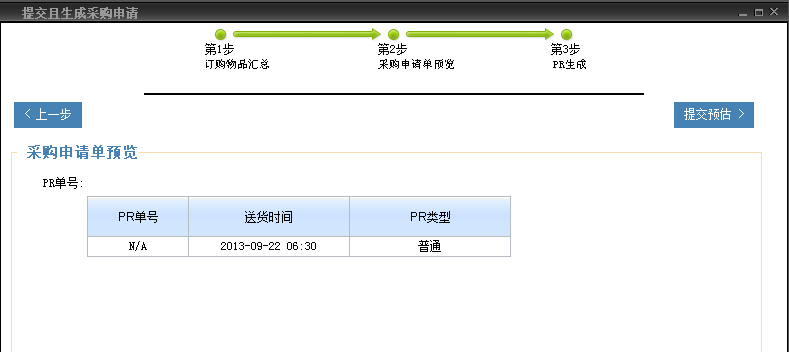 提交且生成采购申请
第1步 第2步 第3步
订购物品汇总 采购申请单预览 PR生成
< 上一步 提交预估 >
采购申请单预览
PR单号:
PR单号 送货时间 PR类型
N/A 2013-09-22 06:30 普通